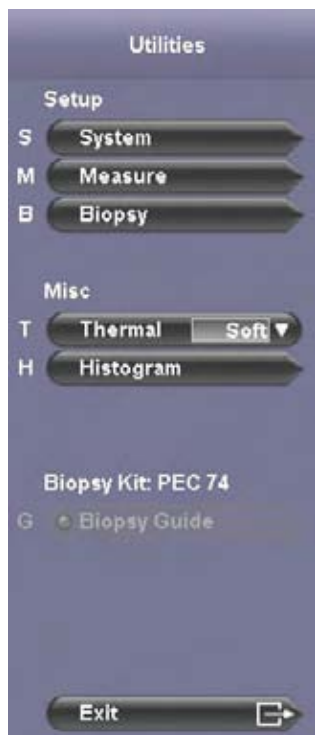 Utilities
Setup
S System
M Measure
B Biopsy
Misc
T Thermal Soft
H Histogram
Biopsy Kit: PEC 74
G Biopsy Guide
Exit